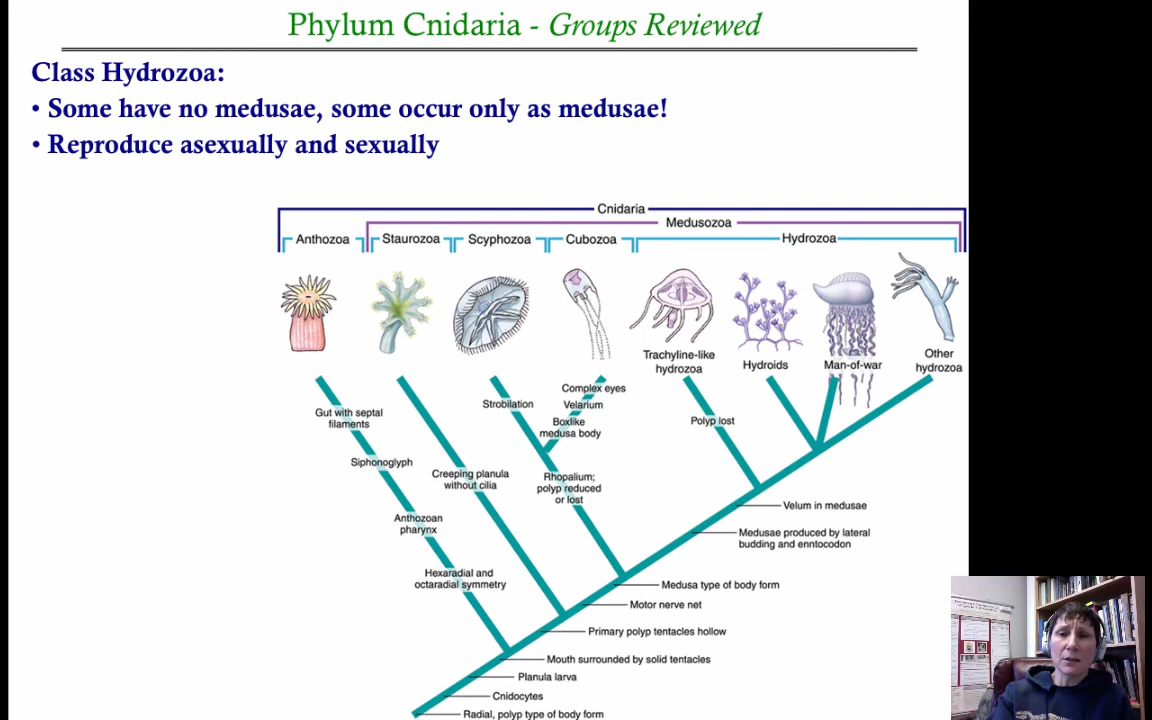 Phylum Cnidaria - Groups Reviewed
Class Hydrozoa:
• Some have no medusae, some occur only as medusae!
• Reproduce asexually and sexually
Cnidaria
Medusozoa
Anthozoa
Staurozoa
Scyphozoa
Cubozoa
Hydrozoa
Trachyline-like
hydrozoa
Hydroids
Man-of-war
Other
hydrozoa
Gut with septal
filaments
Siphonoglyph
Anthozoan
pharynx
Hexaradial and
octaradial symmetry
Creeping planula
without cilia
Strobilation
Complex eyes
Velarium
Boxlike
medusa body
Rhopalium;
polyp reduced
or lost
Polyp lost
Velum in medusae
Medusae produced by lateral
budding and enntocodon
Medusa type of body form
Motor nerve net
Primary polyp tentacles hollow
Mouth surrounded by solid tentacles
Planula larva
Cnidocytes
Radial, polyp type of body form